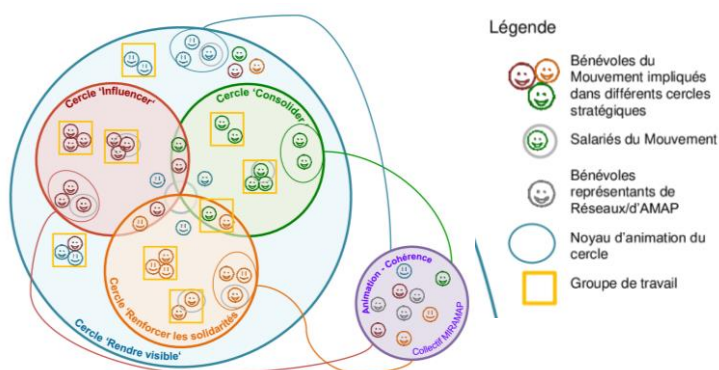 Cercle 'Influencer'
Cercle 'Consolider'
Cercle 'Renforcer les solidarités'
Cercle 'Rendre visible'
Animation - Cohérence
Collectif MIRAMAP
Légende
Bénévoles du
Mouvement impliqués
dans différents cercles
stratégiques
Salariés du Mouvement
Bénévoles
représentants de
Réseaux/d'AMAP
Noyau d'animation du
cercle
Groupe de travail